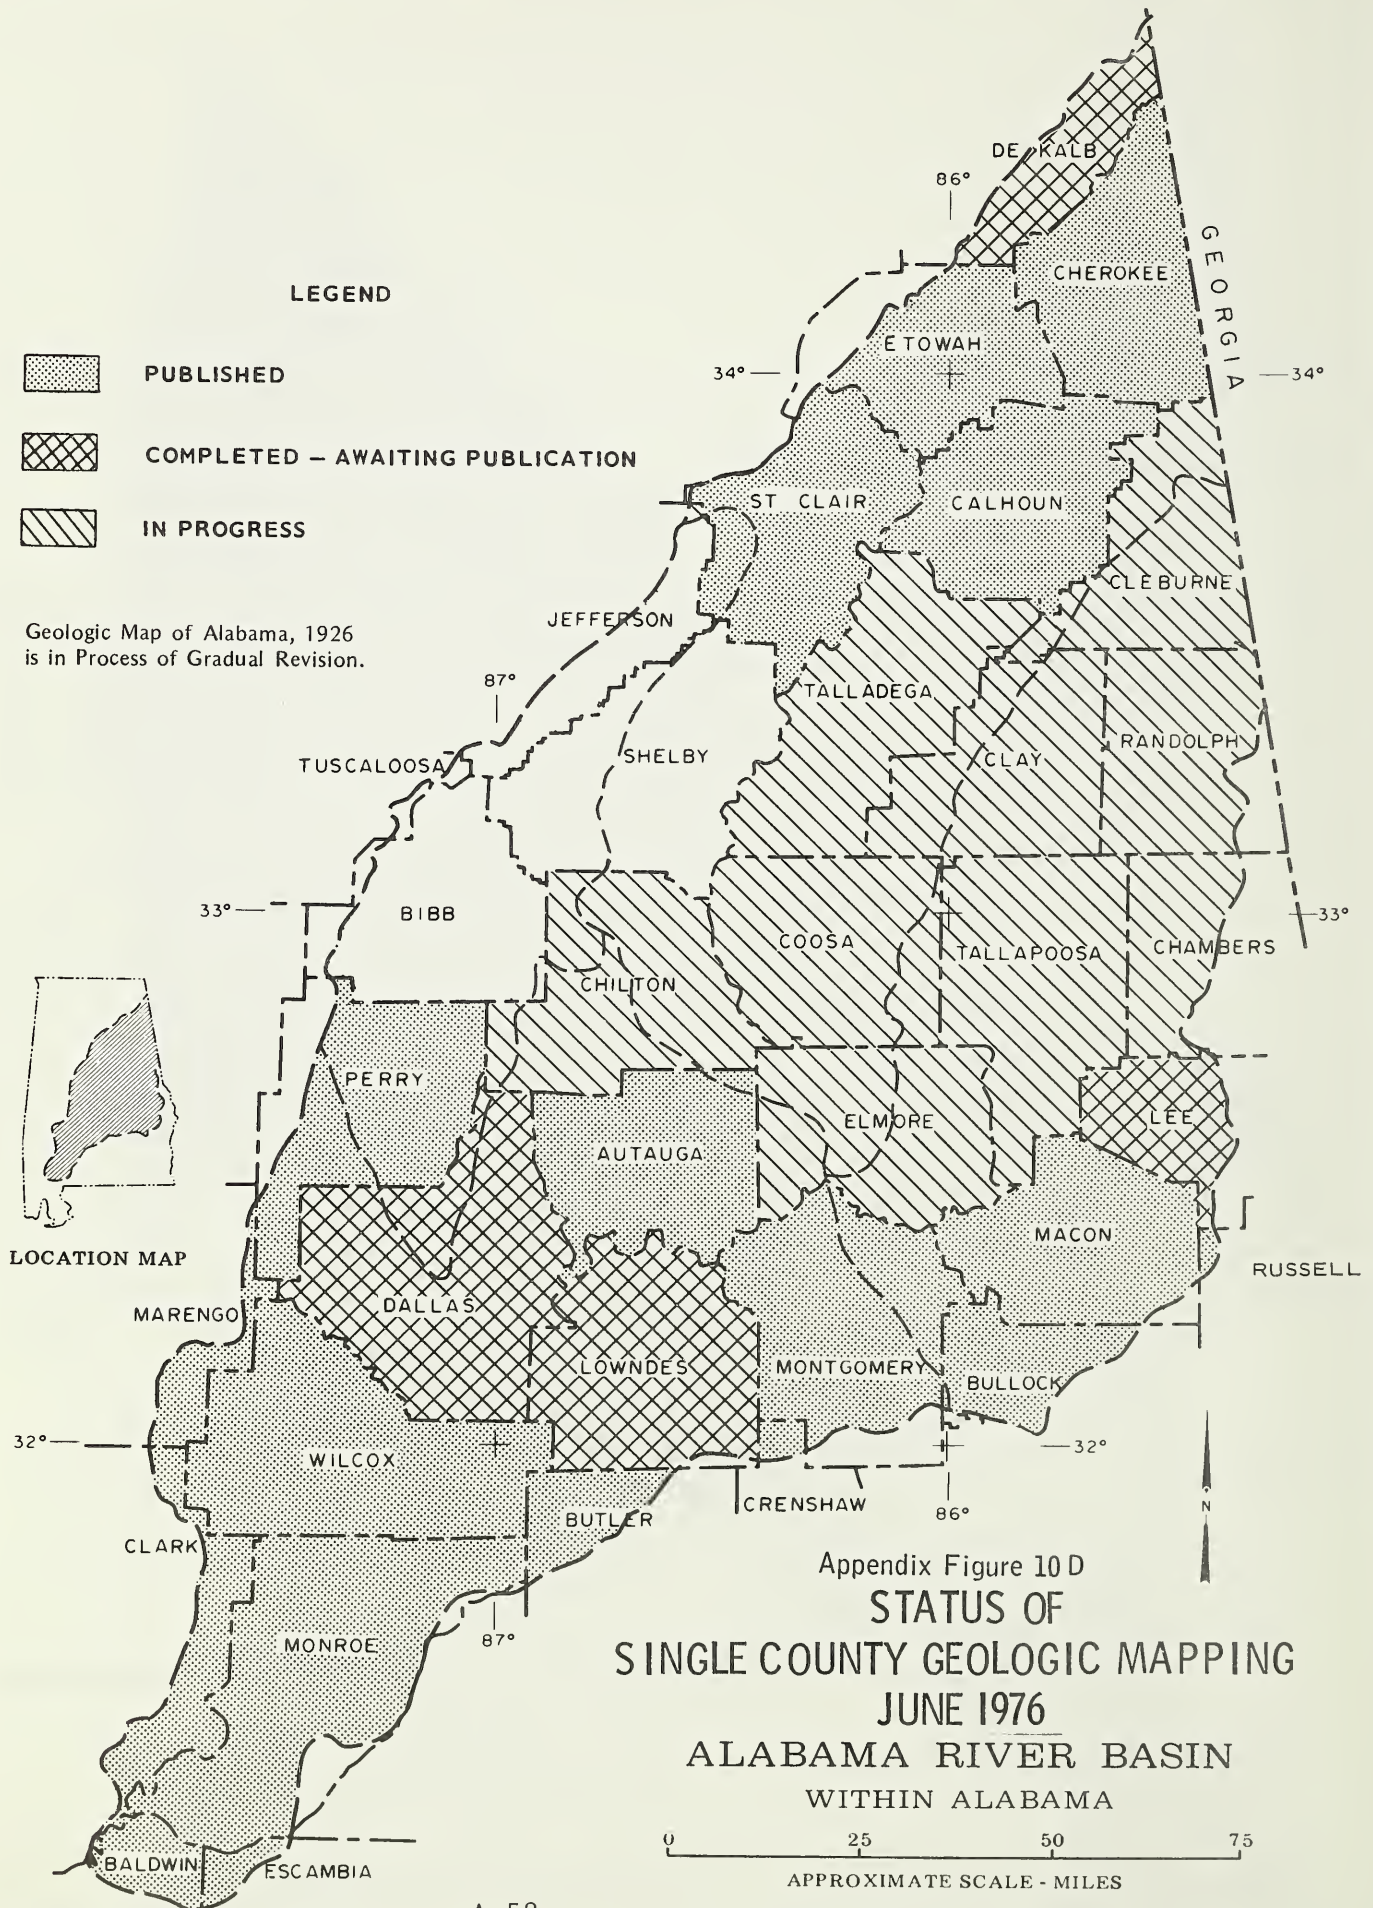 DE KALB
86°
GEORGIA
CHEROKEE
LEGEND
ETOWAH
PUBLISHED
34°
34°
COMPLETED – AWAITING PUBLICATION
ST CLAIR
CALHOUN
IN PROGRESS
CLEBURNE
JEFFERSON
Geologic Map of Alabama, 1926
is in Process of Gradual Revision.
87°
TALLADEGA
TUSCALOOSA
SHELBY
CLAY
RANDOLPH
33°
BIBB
33°
COOSA
TALLAPOOSA
CHAMBERS
CHILTON
PERRY
ELMORE
LEE
AUTAUGA
MACON
LOCATION MAP
RUSSELL
MARENGO
DALLAS
LOWNDES
MONTGOMERY
BULLOCK
32°
32°
WILCOX
CRENSHAW
86°
N
BUTLER
CLARK
MONROE
87°
Appendix Figure 10 D
STATUS OF
SINGLE COUNTY GEOLOGIC MAPPING
JUNE 1976
ALABAMA RIVER BASIN
WITHIN ALABAMA
0 25 50 75
APPROXIMATE SCALE - MILES
BALDWIN
ESCAMBIA